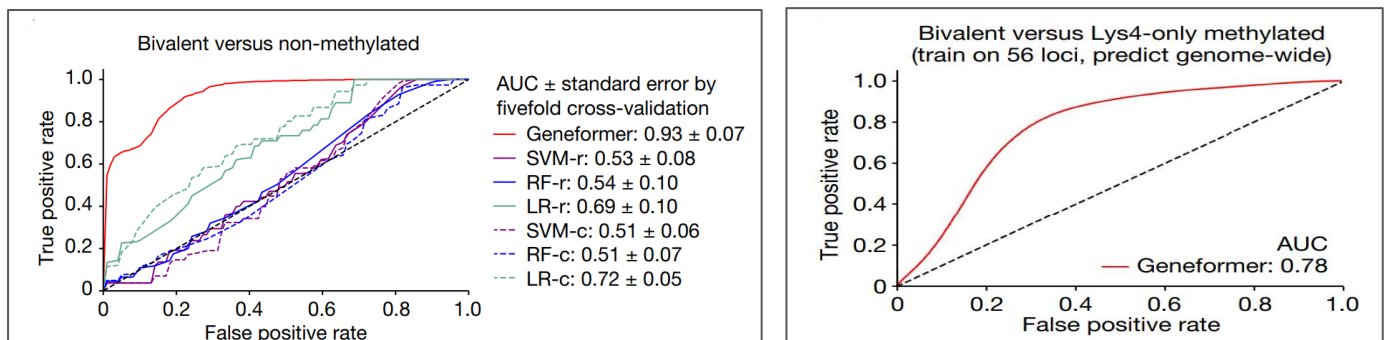 Bivalent versus non-methylated
True positive rate
1.0
0.8
0.6
0.4
0.2
0
0
0.2
0.4
0.6
0.8
1.0
False positive rate
AUC ± standard error by
fivefold cross-validation
Geneformer: 0.93 ± 0.07
SVM-r: 0.53 ± 0.08
RF-r: 0.54 ± 0.10
LR-r: 0.69 ± 0.10
SVM-c: 0.51 ± 0.06
RF-c: 0.51 ± 0.07
LR-c: 0.72 ± 0.05
Bivalent versus Lys4-only methylated
(train on 56 loci, predict genome-wide)
True positive rate
1.0
0.8
0.6
0.4
0.2
0
AUC
Geneformer: 0.78
0
0.2
0.4
0.6
0.8
1.0
False positive rate